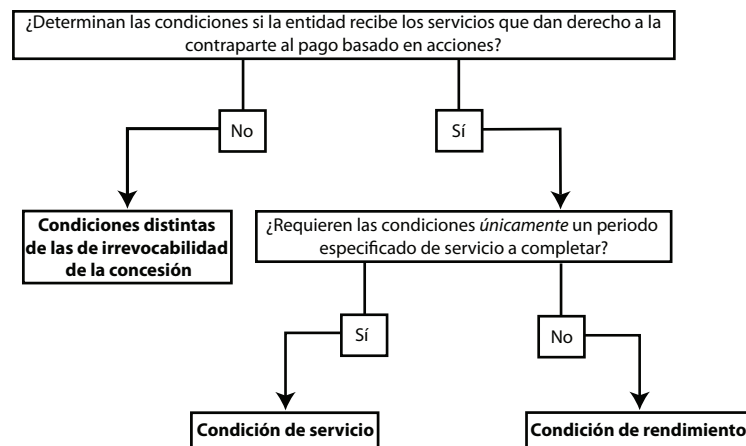 ¿Determinan las condiciones si la entidad recibe los servicios que dan derecho a la
contraparte al pago basado en acciones?
No
Sí
Condiciones distintas
de las de irrevocabilidad
de la concesión
¿Requieren las condiciones únicamente un periodo
especificado de servicio a completar?
Sí
No
Condición de servicio
Condición de rendimiento